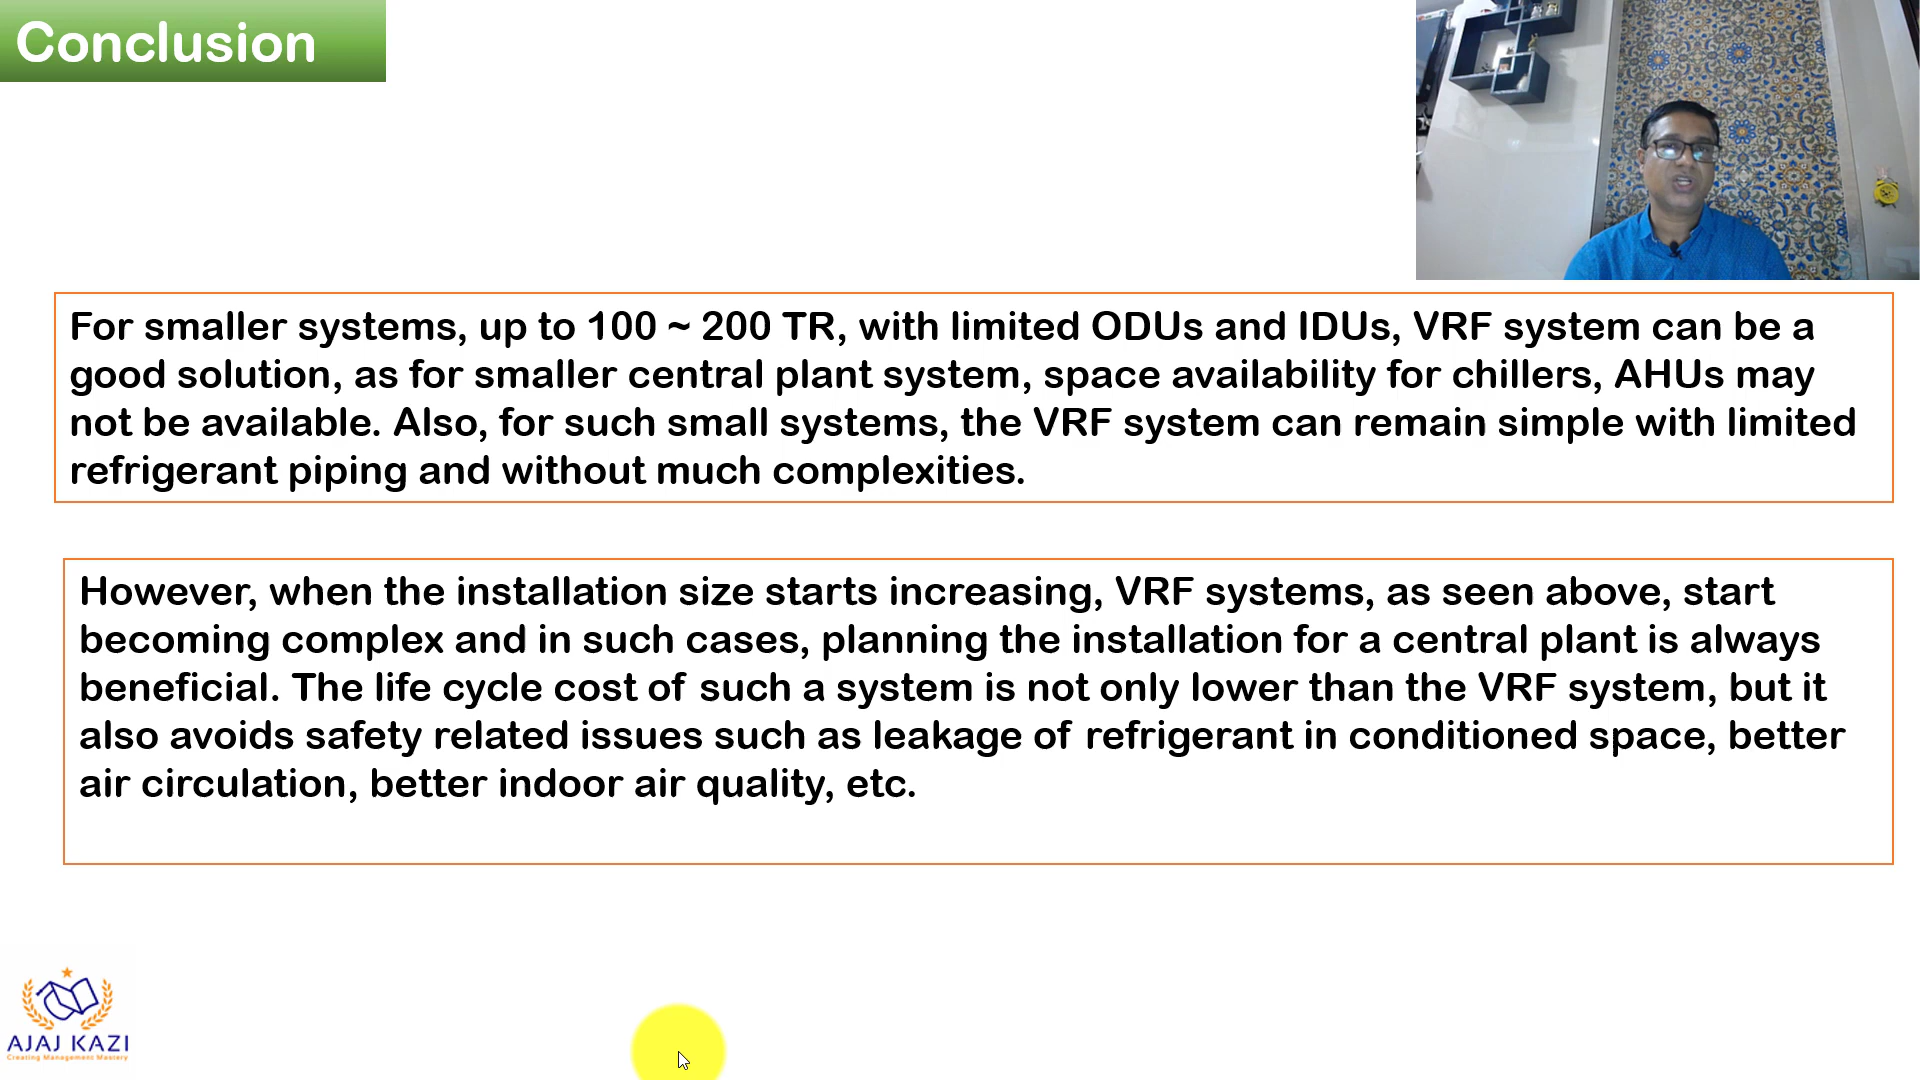 Conclusion
For smaller systems, up to 100 ~ 200 TR, with limited ODUs and IDUs, VRF system can be a
good solution, as for smaller central plant system, space availability for chillers, AHUs may
not be available. Also, for such small systems, the VRF system can remain simple with limited
refrigerant piping and without much complexities.
However, when the installation size starts increasing, VRF systems, as seen above, start
becoming complex and in such cases, planning the installation for a central plant is always
beneficial. The life cycle cost of such a system is not only lower than the VRF system, but it
also avoids safety related issues such as leakage of refrigerant in conditioned space, better
air circulation, better indoor air quality, etc.
AJAJ KAZI
Creating Management Mastery